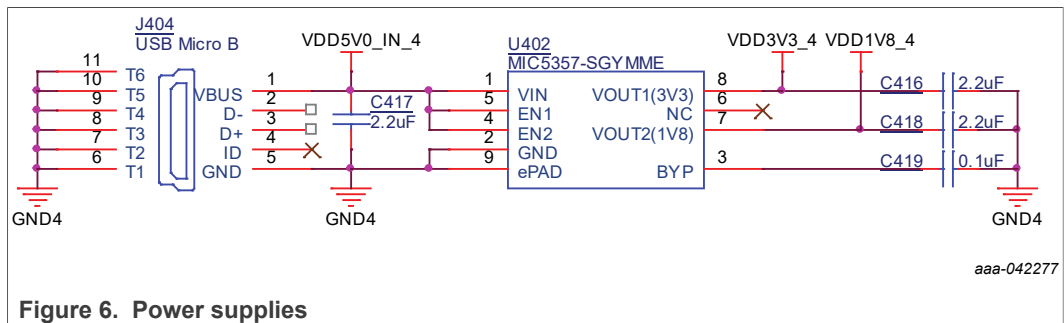 J404
USB Micro B
VDD5V0_IN_4
U402
MIC5357-SGYMME
VDD3V3_4 VDD1V8_4
11 T6
10 T5 1 VBUS
9 T4 2 D-
8 T3 3 D+
7 T2 4 ID
6 T1 5 GND
C417
2.2uF
1 VIN VOUT1(3V3) 8
5 EN1 NC 6
4 EN2 VOUT2(1V8) 7
2 GND
9 ePAD BYP 3
C416 2.2uF
C418 2.2uF
C419 0.1uF
GND4 GND4 GND4
aaa-042277
Figure 6. Power supplies